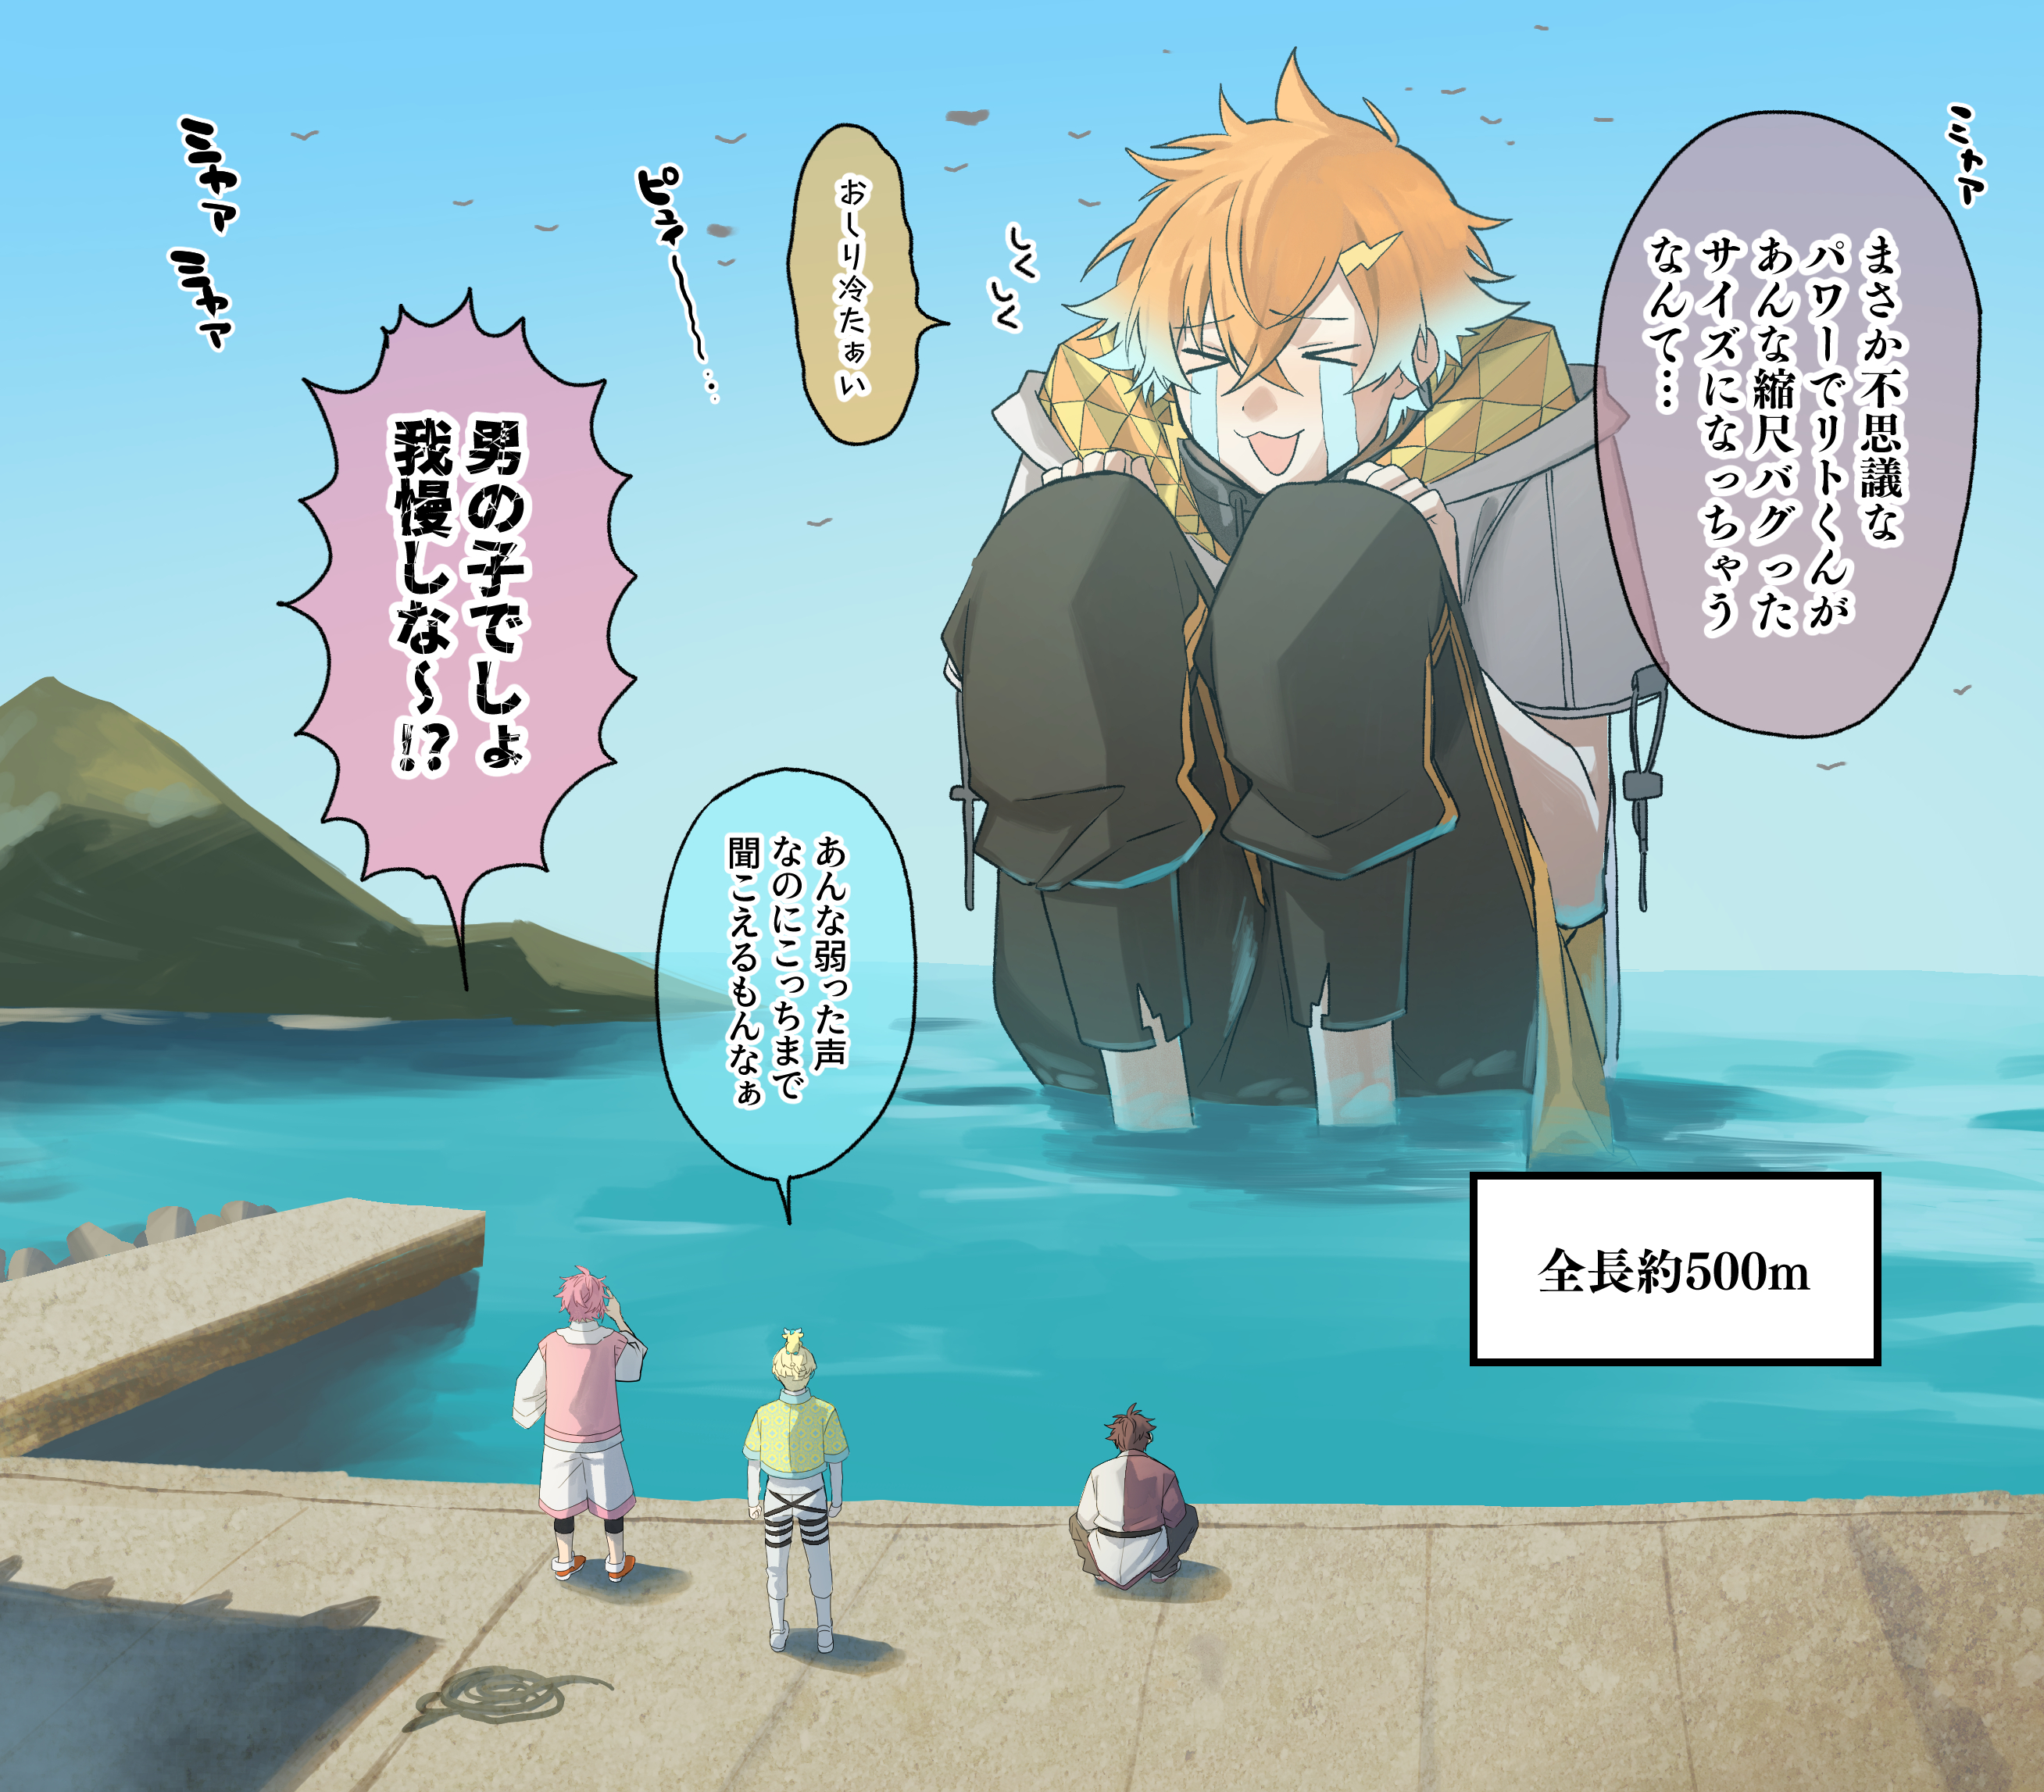 ミャア
まさか不思議な
パワーでリトくんが
あんな縮尺バグった
サイズになっちゃう
なんて…
しく
しく
おしり冷たぁい
ピュイー…
男の子でしょ
我慢しな～!?
ミャア
ミャア
あんな弱った声
なのにこっちまで
聞こえるもんなぁ
全長約500m